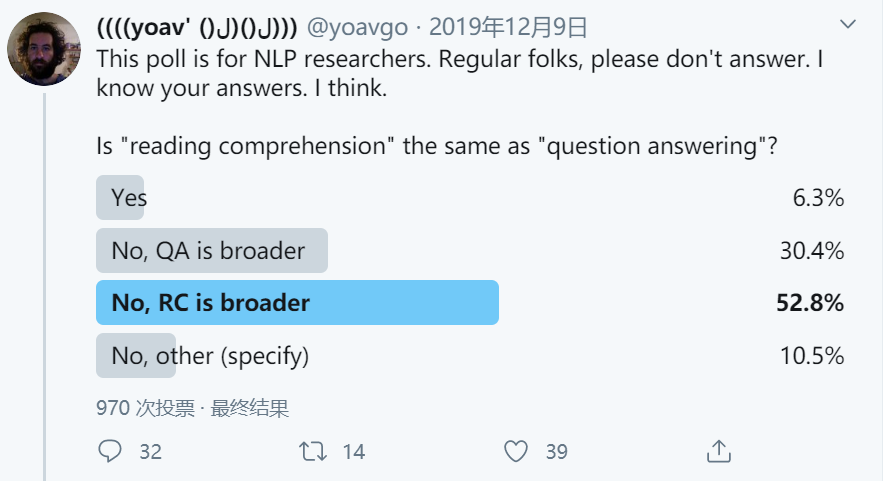 ((((yoav' ()ل)()ل))) @yoavgo · 2019年12月9日
This poll is for NLP researchers. Regular folks, please don't answer. I
know your answers. I think.
Is "reading comprehension" the same as "question answering"?
Yes 6.3%
No, QA is broader 30.4%
No, RC is broader 52.8%
No, other (specify) 10.5%
970 次投票 · 最终结果
32 14 39